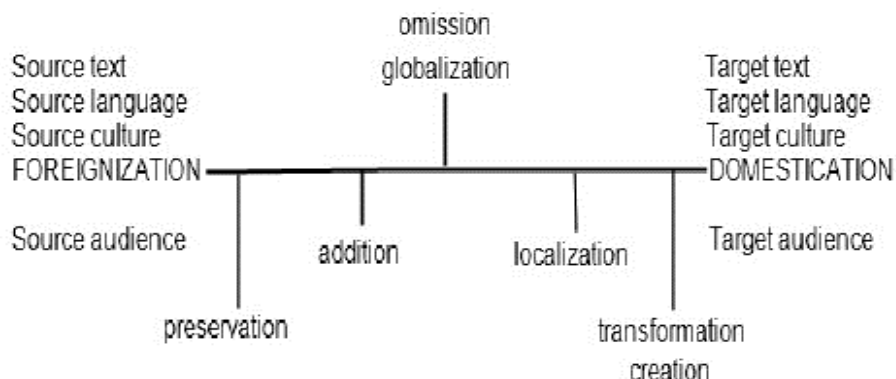 omission
globalization
Source text
Source language
Source culture
FOREIGNIZATION
Source audience
Target text
Target language
Target culture
DOMESTICATION
Target audience
addition
localization
preservation
transformation
creation